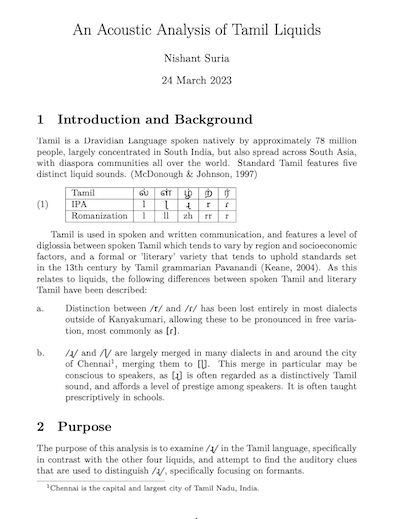 An Acoustic Analysis of Tamil Liquids
Nishant Suria
24 March 2023
1 Introduction and Background
Tamil is a Dravidian Language spoken natively by approximately 78 million
people, largely concentrated in South India, but also spread across South Asia,
with diaspora communities all over the world. Standard Tamil features five
distinct liquid sounds. (McDonough & Johnson, 1997)
(1) Tamil ல் ள் ழ் ற் ர்
IPA l ɭ ɻ r ɾ
Romanization l ll zh rr r
Tamil is used in spoken and written communication, and features a level of
diglossia between spoken Tamil which tends to vary by region and socioeconomic
factors, and a formal or 'literary' variety that tends to uphold standards set
in the 13th century by Tamil grammarian Pavanandi (Keane, 2004). As this
relates to liquids, the following differences between spoken Tamil and literary
Tamil have been described:
a. Distinction between /r/ and /ɾ/ has been lost entirely in most dialects
outside of Kanyakumari, allowing these to be pronounced in free varia-
tion, most commonly as [ɾ].
b. /ɻ/ and /ɭ/ are largely merged in many dialects in and around the city
of Chennai¹, merging them to [ɭ]. This merge in particular may be
conscious to speakers, as [ɻ] is often regarded as a distinctively Tamil
sound, and affords a level of prestige among speakers. It is often taught
prescriptively in schools.
2 Purpose
The purpose of this analysis is to examine /ɻ/ in the Tamil language, specifically
in contrast with the other four liquids, and attempt to find the auditory clues
that are used to distinguish /ɻ/, specifically focusing on formants.
¹Chennai is the capital and largest city of Tamil Nadu, India.